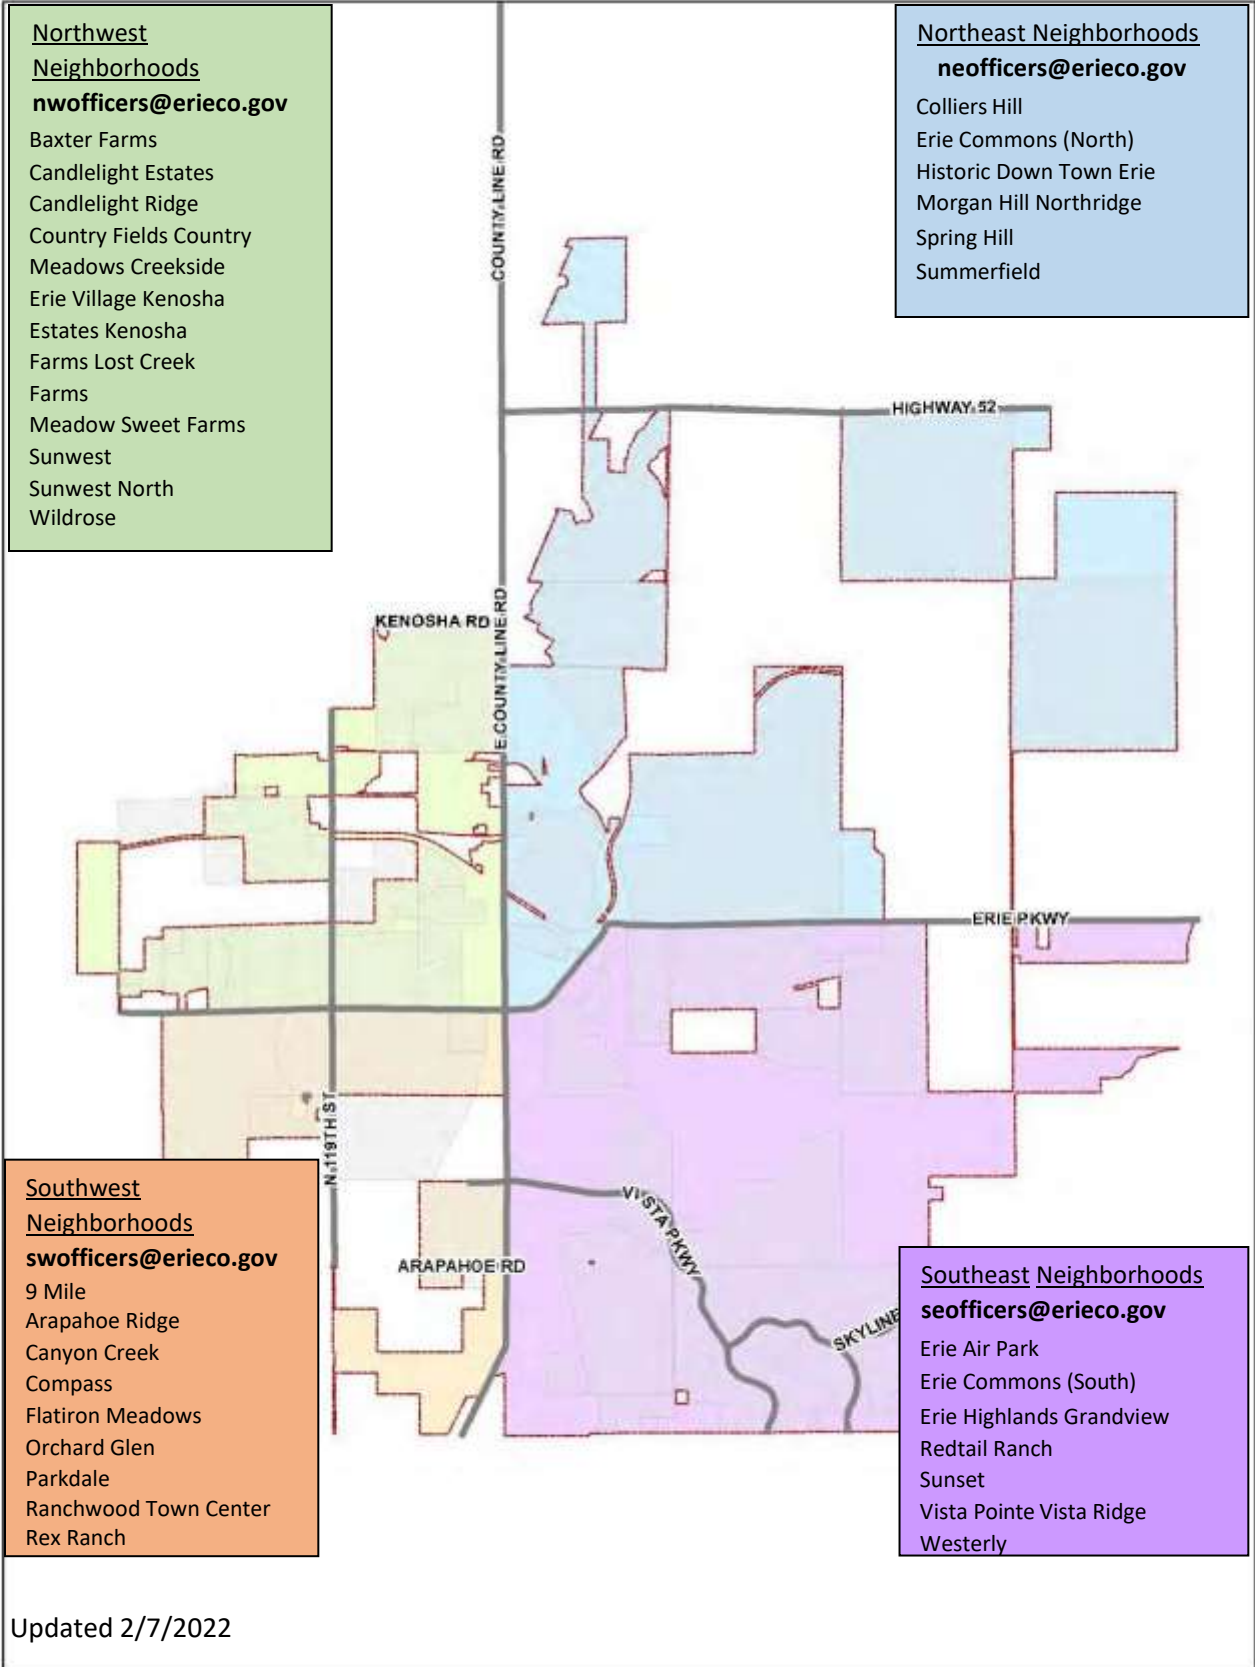 Northwest
Neighborhoods
nwofficers@erieco.gov
Baxter Farms
Candlelight Estates
Candlelight Ridge
Country Fields Country
Meadows Creekside
Erie Village Kenosha
Estates Kenosha
Farms Lost Creek
Farms
Meadow Sweet Farms
Sunwest
Sunwest North
Wildrose
Northeast Neighborhoods
neofficers@erieco.gov
Colliers Hill
Erie Commons (North)
Historic Down Town Erie
Morgan Hill Northridge
Spring Hill
Summerfield
COUNTY LINE RD
HIGHWAY 52
KENOSHA RD
E COUNTY LINE RD
ERIE PKWY
N 119TH ST
VISTA PKWY
ARAPAHOE RD
SKYLINE
Southwest
Neighborhoods
swofficers@erieco.gov
9 Mile
Arapahoe Ridge
Canyon Creek
Compass
Flatiron Meadows
Orchard Glen
Parkdale
Ranchwood Town Center
Rex Ranch
Southeast Neighborhoods
seofficers@erieco.gov
Erie Air Park
Erie Commons (South)
Erie Highlands Grandview
Redtail Ranch
Sunset
Vista Pointe Vista Ridge
Westerly
Updated 2/7/2022